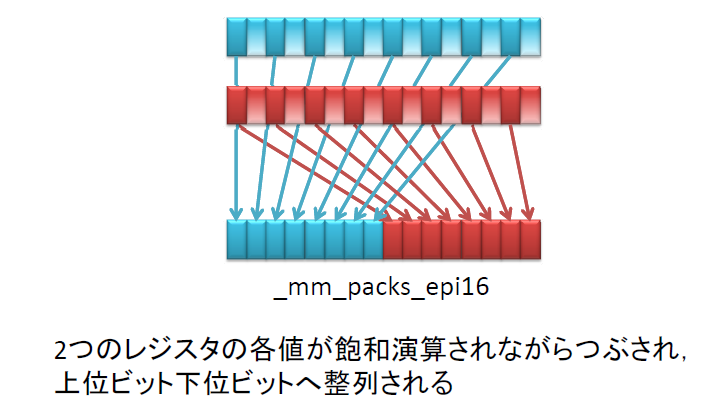 _mm_packs_epi16
2つのレジスタの各値が飽和演算されながらつぶされ,
上位ビット下位ビットへ整列される